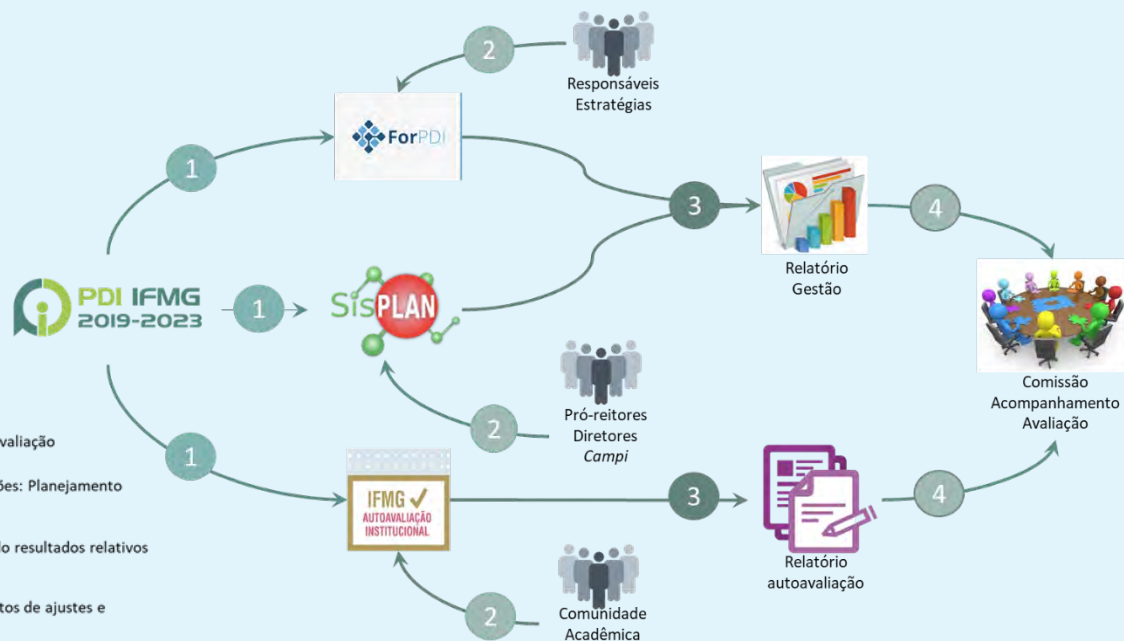 2
Responsáveis
Estratégias
ForPDI
1
3
4
Relatório
Gestão
PDI IFMG
2019-2023
1
SisPLAN
Comissão
Acompanhamento
Avaliação
2
Pró-reitores
Diretores
Campi
1
valiação
ões: Planejamento
lo resultados relativos
tos de ajustes e
IFMG
AUTOAVALIAÇÃO
INSTITUCIONAL
3
4
Relatório
autoavaliação
2
Comunidade
Acadêmica